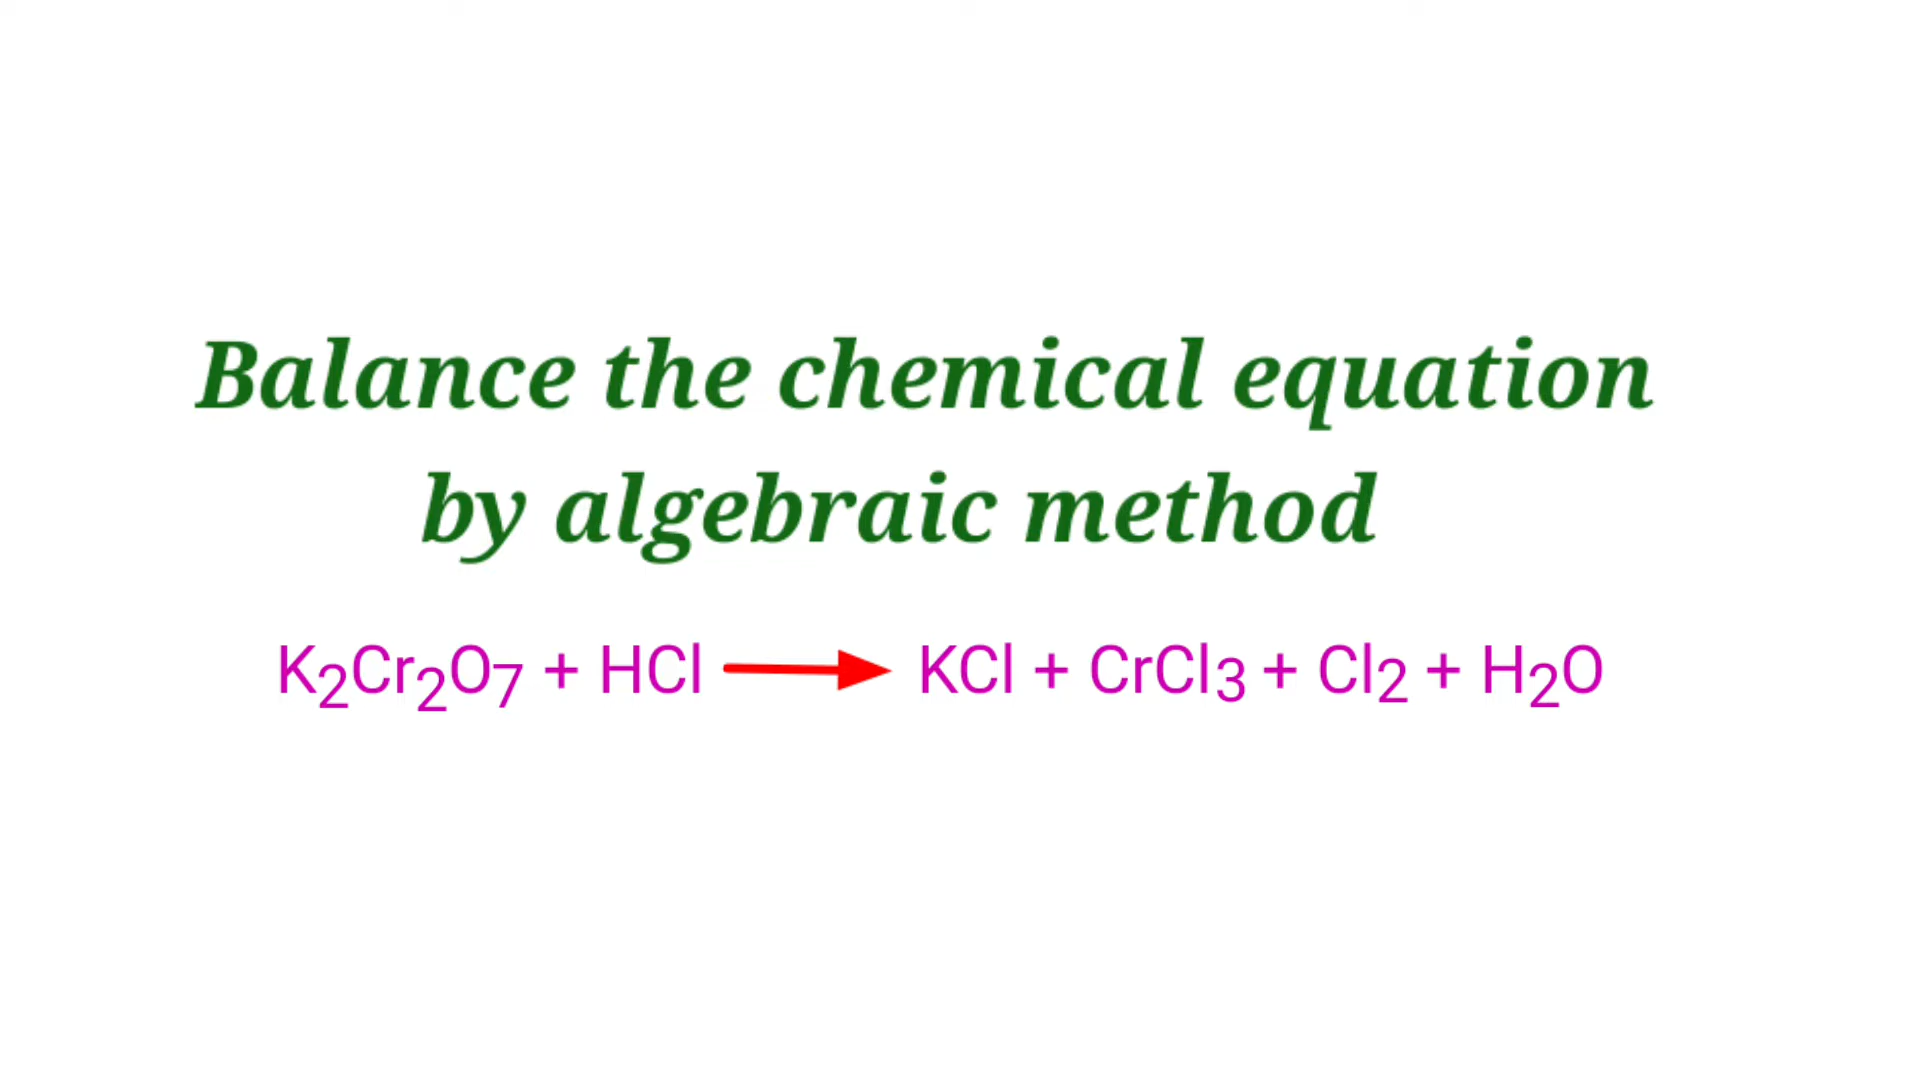 Balance the chemical equation
by algebraic method
K₂Cr₂O₇ + HCl ⟶ KCl + CrCl₃ + Cl₂ + H₂O